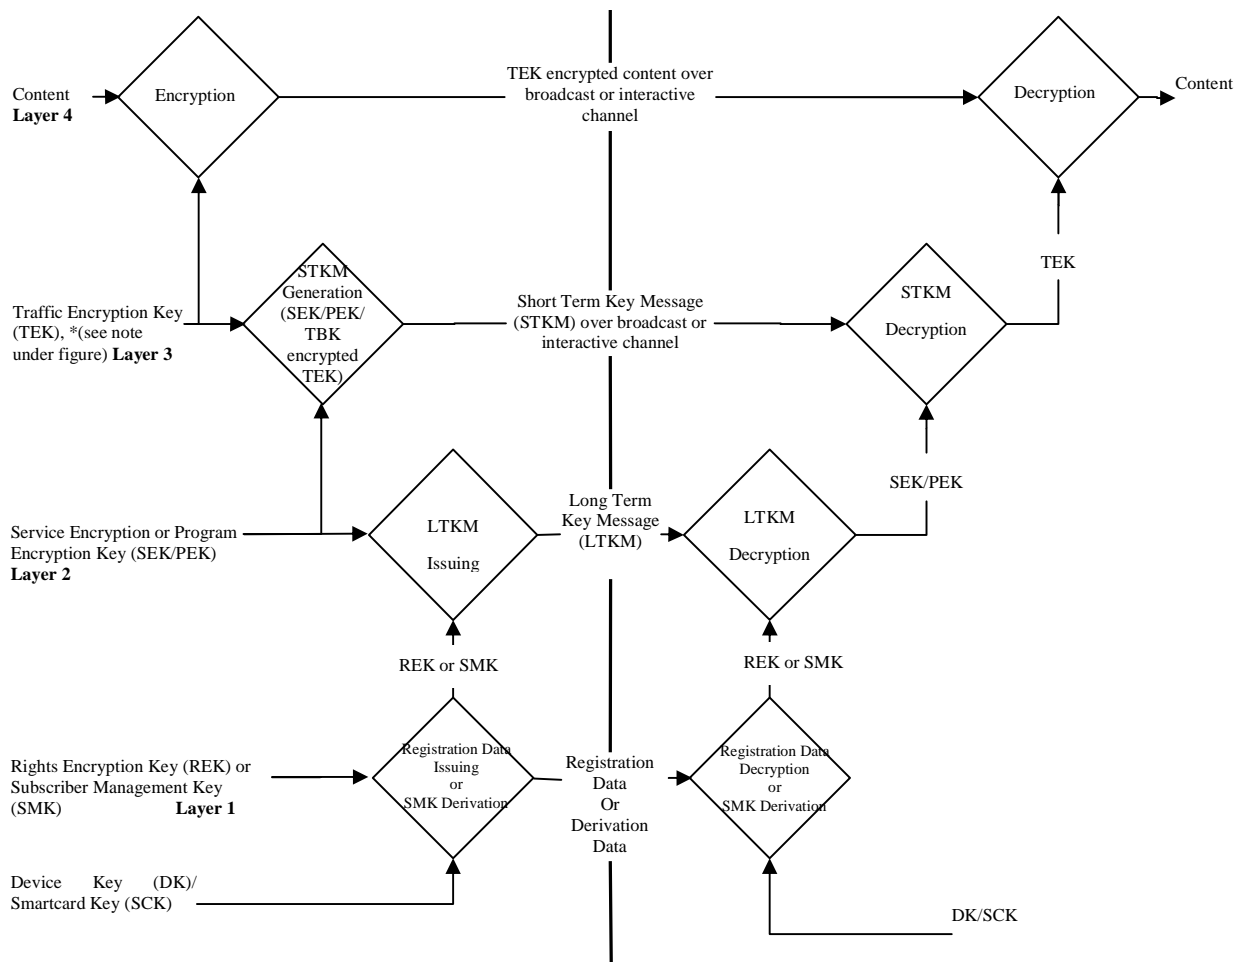 TEK encrypted content over
broadcast or interactive
channel
Content
Layer 4
Encryption
Decryption
Content
TEK
Traffic Encryption Key
(TEK), *(see note
under figure) Layer 3
STKM
Generation
(SEK/PEK/
TBK
encrypted
TEK)
Short Term Key Message
(STKM) over broadcast or
interactive channel
STKM
Decryption
SEK/PEK
Service Encryption or Program
Encryption Key (SEK/PEK)
Layer 2
LTKM
Issuing
Long Term
Key Message
(LTKM)
LTKM
Decryption
REK or SMK
REK or SMK
Rights Encryption Key (REK) or
Subscriber Management Key
(SMK) Layer 1
Registration Data
Issuing
or
SMK Derivation
Registration
Data
Or
Derivation
Data
Registration Data
Decryption
or
SMK Derivation
Device Key (DK)/
Smartcard Key (SCK)
DK/SCK